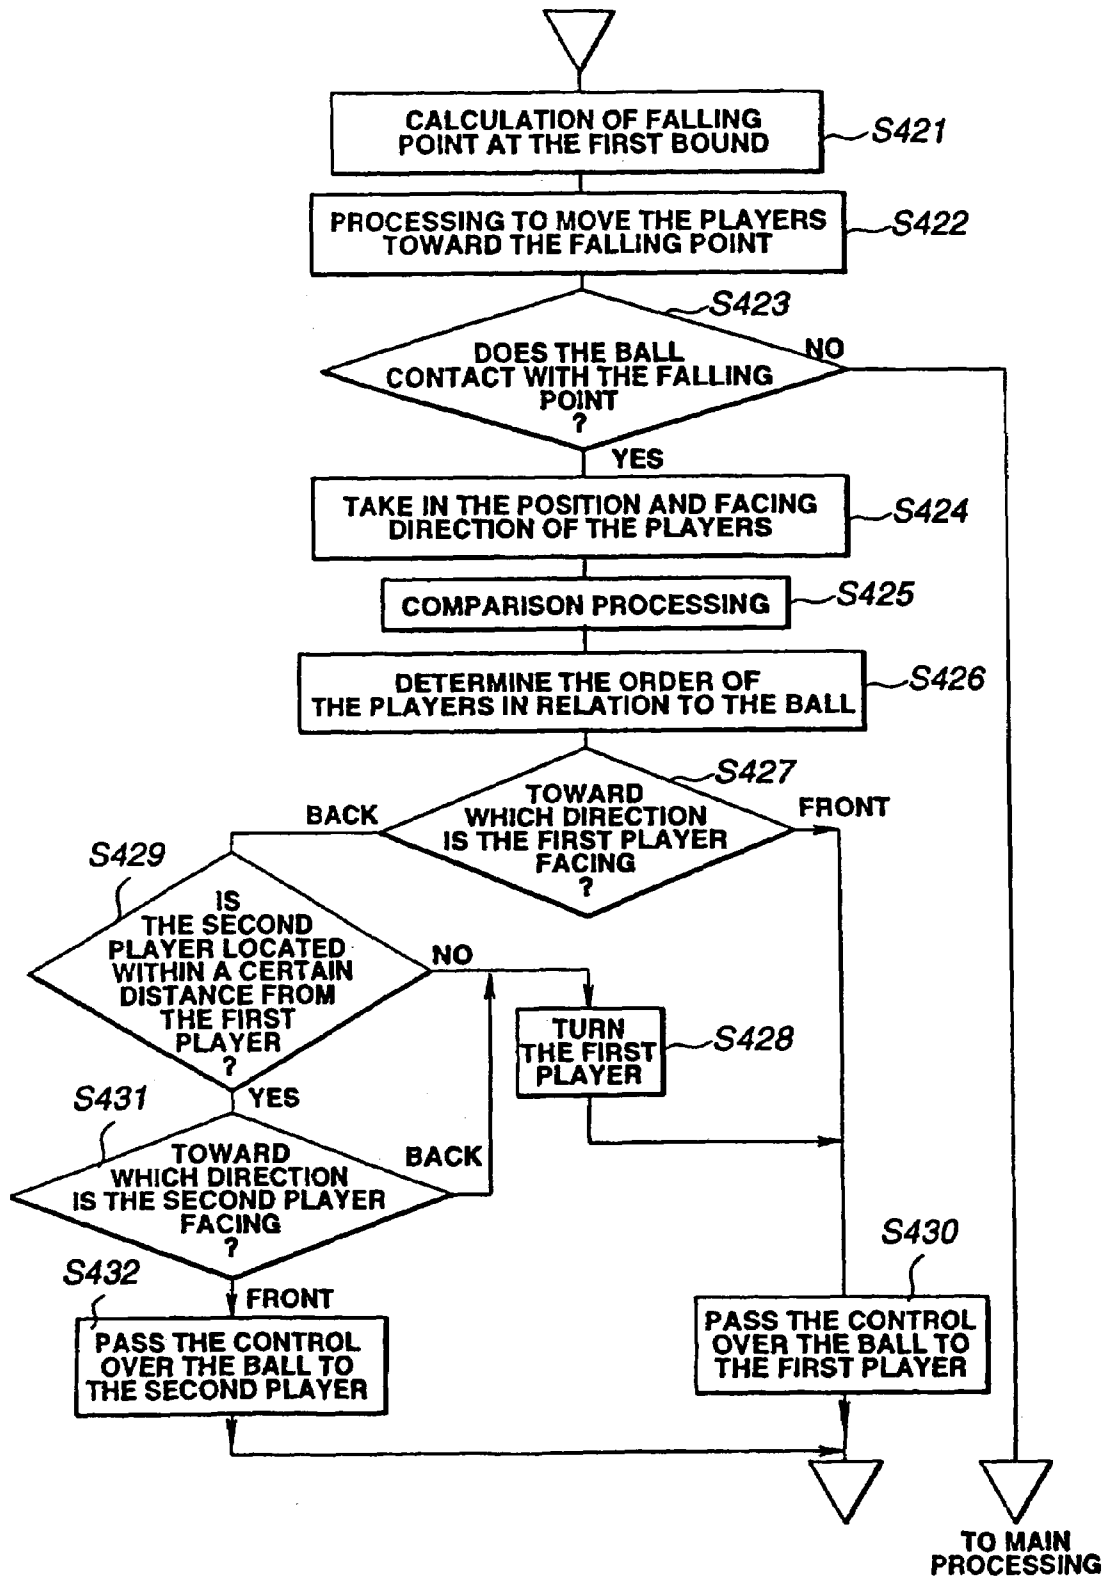 CALCULATION OF FALLING
POINT AT THE FIRST BOUND
S421
PROCESSING TO MOVE THE PLAYERS
TOWARD THE FALLING POINT
S422
S423
DOES THE BALL
CONTACT WITH THE FALLING
POINT
?
NO
YES
TAKE IN THE POSITION AND FACING
DIRECTION OF THE PLAYERS
S424
COMPARISON PROCESSING
S425
DETERMINE THE ORDER OF
THE PLAYERS IN RELATION TO THE BALL
S426
S427
TOWARD
WHICH DIRECTION
IS THE FIRST PLAYER
FACING
?
BACK
FRONT
S429
IS
THE SECOND
PLAYER LOCATED
WITHIN A CERTAIN
DISTANCE FROM
THE FIRST
PLAYER
?
NO
YES
TURN
THE FIRST
PLAYER
S428
S431
TOWARD
WHICH DIRECTION
IS THE SECOND PLAYER
FACING
?
BACK
FRONT
S432
PASS THE CONTROL
OVER THE BALL TO
THE SECOND PLAYER
S430
PASS THE CONTROL
OVER THE BALL TO
THE FIRST PLAYER
TO MAIN
PROCESSING